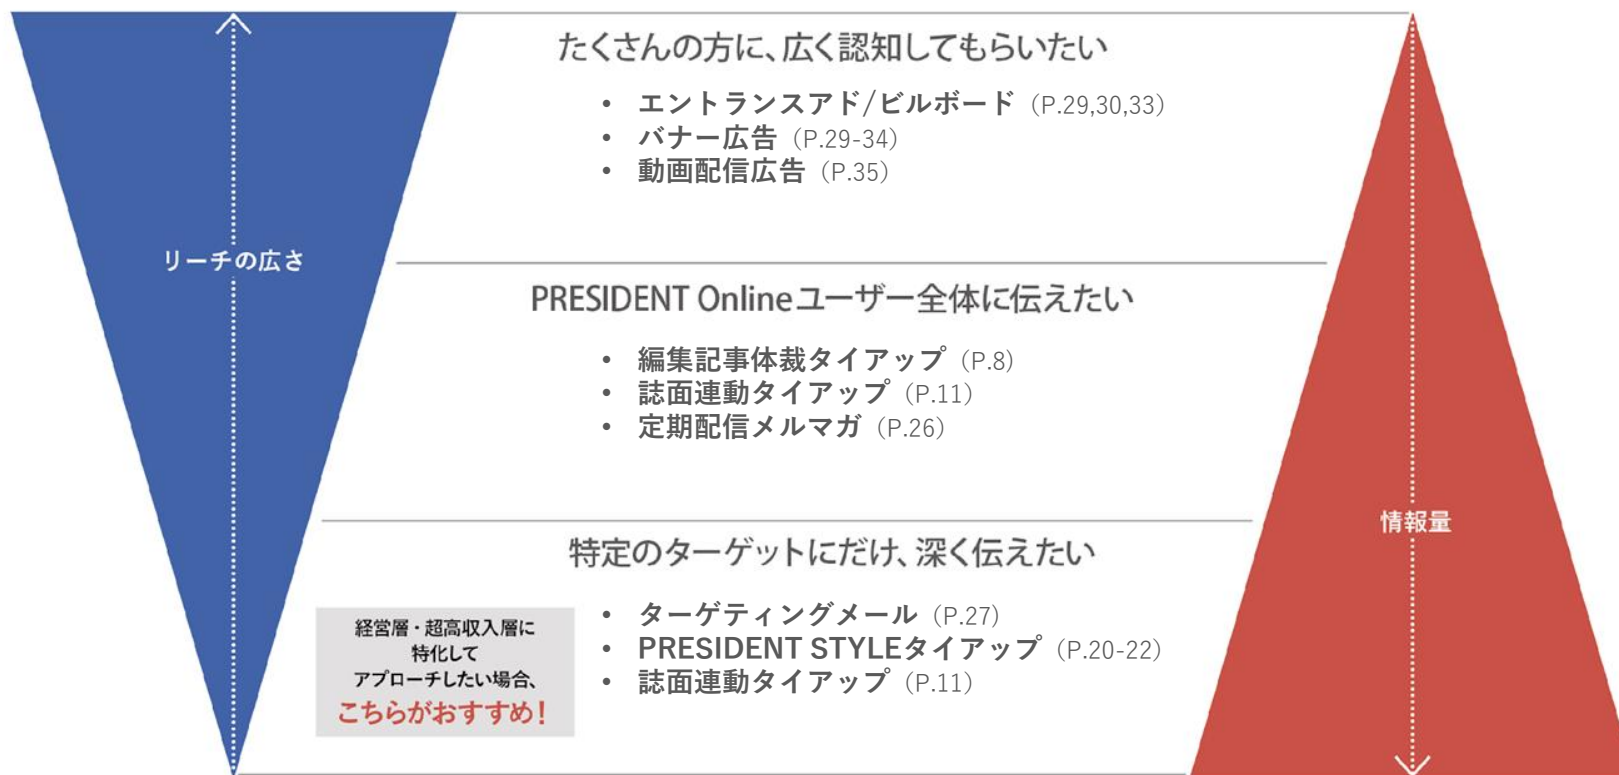 たくさんの方に、広く認知してもらいたい
• エントランスアド/ビルボード（P.29,30,33）
• バナー広告（P.29-34）
• 動画配信広告（P.35）
リーチの広さ
PRESIDENT Onlineユーザー全体に伝えたい
• 編集記事体裁タイアップ（P.8）
• 誌面連動タイアップ（P.11）
• 定期配信メルマガ（P.26）
情報量
特定のターゲットにだけ、深く伝えたい
• ターゲティングメール（P.27）
• PRESIDENT STYLEタイアップ（P.20-22）
• 誌面連動タイアップ（P.11）
経営層・超高収入層に
特化して
アプローチしたい場合、
こちらがおすすめ！